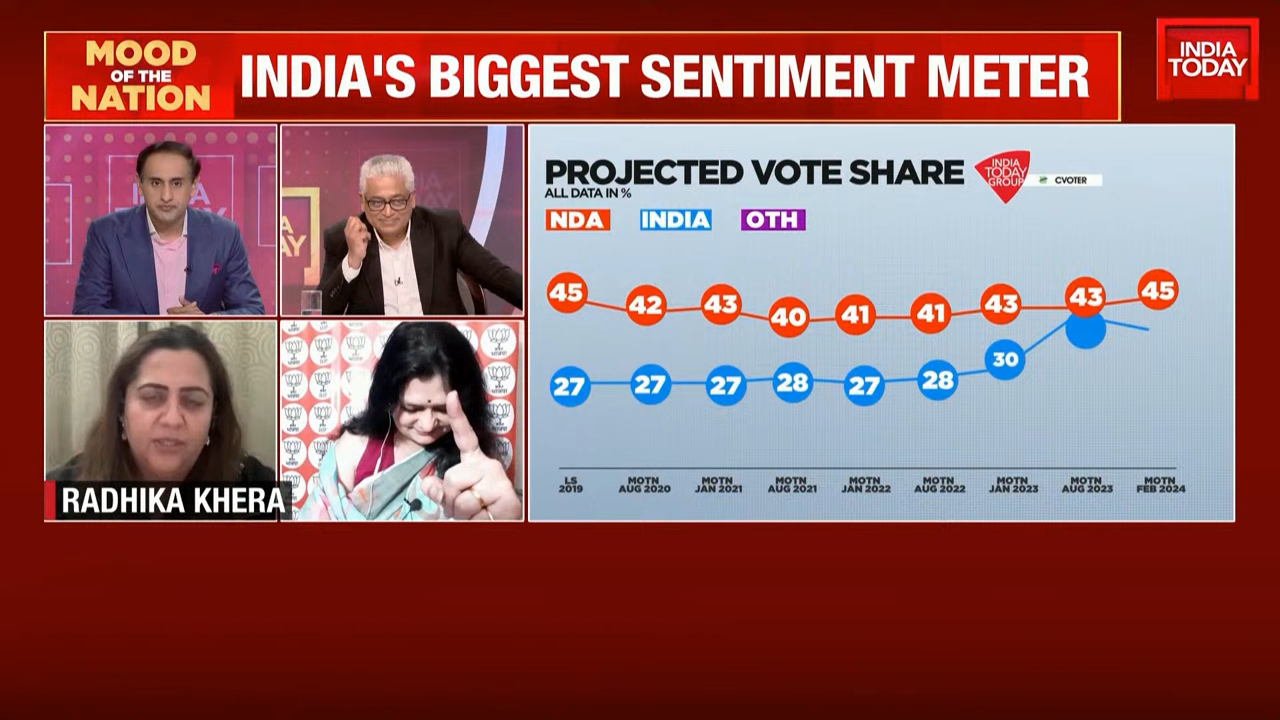 MOOD
OF THE
NATION
INDIA'S BIGGEST SENTIMENT METER
INDIA
TODAY
PROJECTED VOTE SHARE
ALL DATA IN %
INDIA
TODAY
GROUP
CVOTER
NDA INDIA OTH
45 42 43 40 41 41 43 43 45
27 27 27 28 27 28 30
LS
2019
MOTN
AUG 2020
MOTN
JAN 2021
MOTN
AUG 2021
MOTN
JAN 2022
MOTN
AUG 2022
MOTN
JAN 2023
MOTN
AUG 2023
MOTN
FEB 2024
RADHIKA KHERA